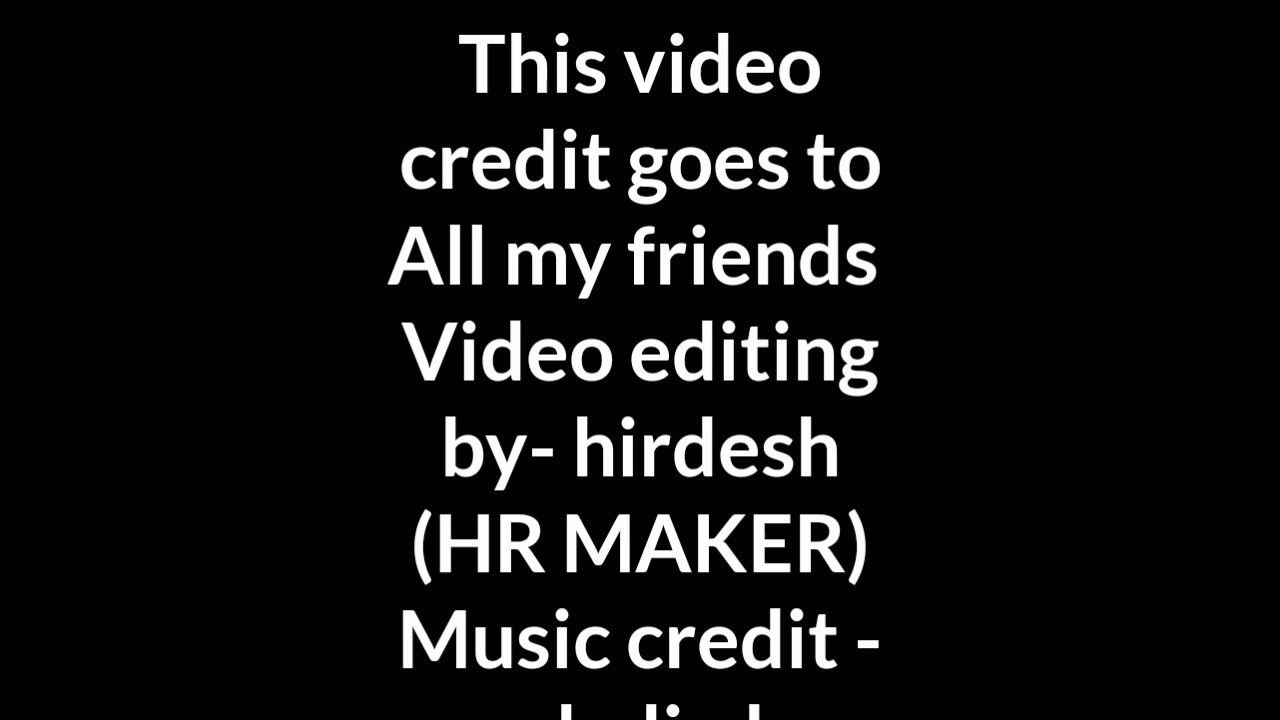 This video
credit goes to
All my friends
Video editing
by- hirdesh
(HR MAKER)
Music credit -